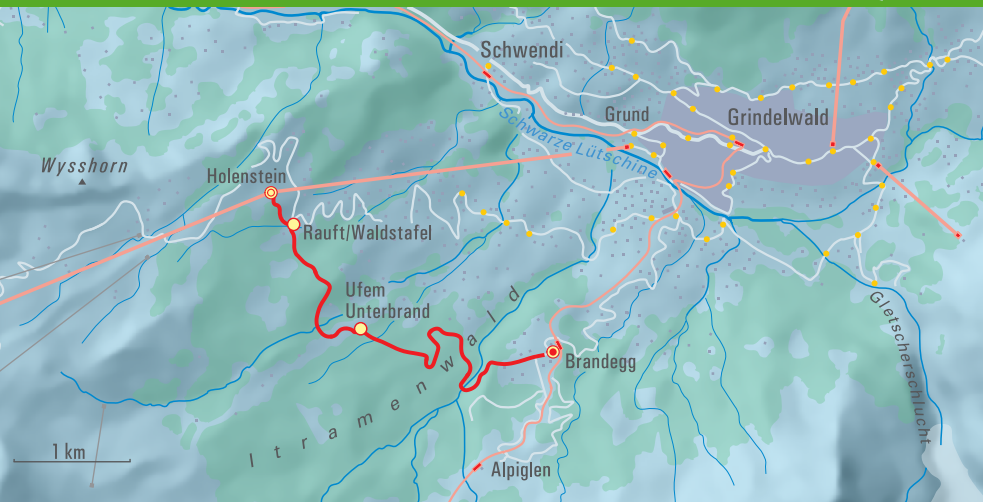 Schwendi
Grund
Grindelwald
Schwarze Lütschine
Wysshorn
Holenstein
Rauft/Waldstafel
Ufem
Unterbrand
Itramenwald
Brandegg
Gletscherschlucht
1 km
Alpiglen